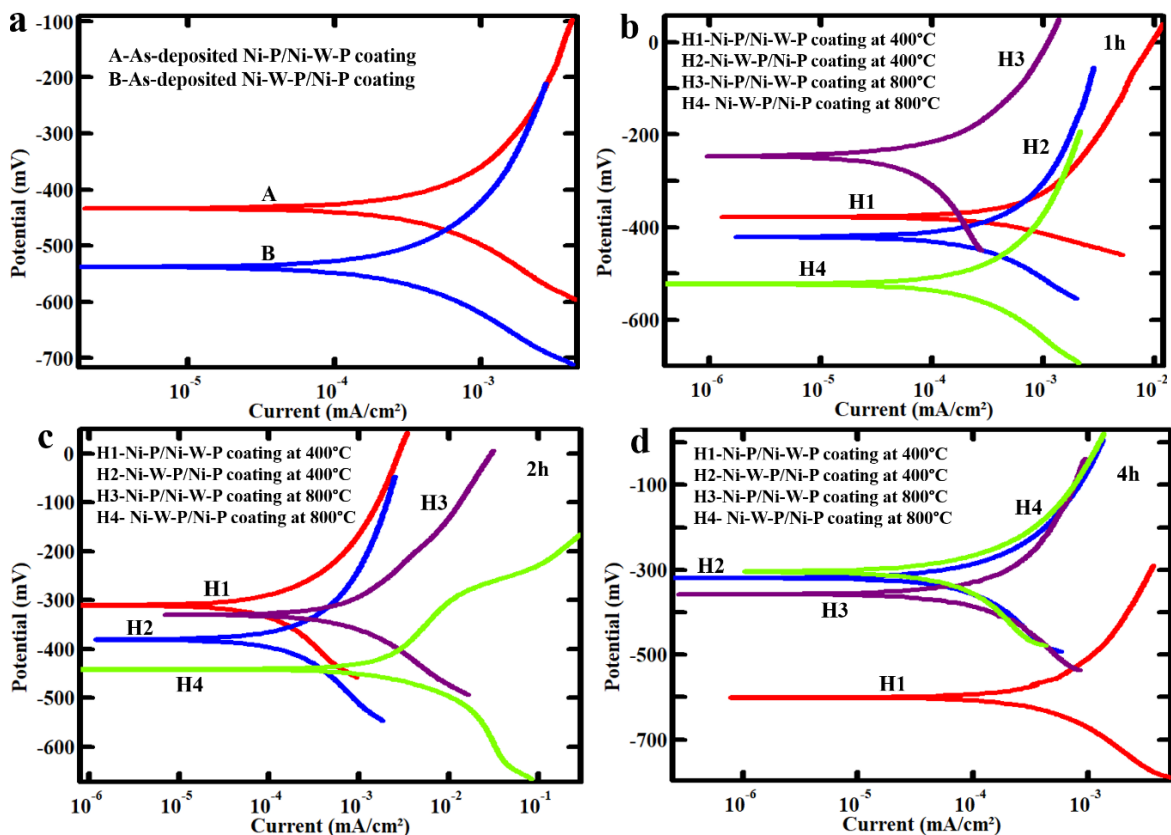 a
A-As-deposited Ni-P/Ni-W-P coating
B-As-deposited Ni-W-P/Ni-P coating
A
B
-100
-200
-300
-400
-500
-600
-700
Potential (mV)
10⁻⁵
10⁻⁴
10⁻³
Current (mA/cm²)
b
H1-Ni-P/Ni-W-P coating at 400°C
H2-Ni-W-P/Ni-P coating at 400°C
H3-Ni-P/Ni-W-P coating at 800°C
H4- Ni-W-P/Ni-P coating at 800°C
1h
H3
H2
H1
H4
0
-200
-400
-600
Potential (mV)
10⁻⁶
10⁻⁵
10⁻⁴
10⁻³
10⁻²
Current (mA/cm²)
c
H1-Ni-P/Ni-W-P coating at 400°C
H2-Ni-W-P/Ni-P coating at 400°C
H3-Ni-P/Ni-W-P coating at 800°C
H4- Ni-W-P/Ni-P coating at 800°C
2h
H3
H1
H2
H4
0
-100
-200
-300
-400
-500
-600
Potential (mV)
10⁻⁶
10⁻⁵
10⁻⁴
10⁻³
10⁻²
10⁻¹
Current (mA/cm²)
d
H1-Ni-P/Ni-W-P coating at 400°C
H2-Ni-W-P/Ni-P coating at 400°C
H3-Ni-P/Ni-W-P coating at 800°C
H4- Ni-W-P/Ni-P coating at 800°C
4h
H4
H2
H3
H1
-100
-300
-500
-700
Potential (mV)
10⁻⁶
10⁻⁵
10⁻⁴
10⁻³
Current (mA/cm²)